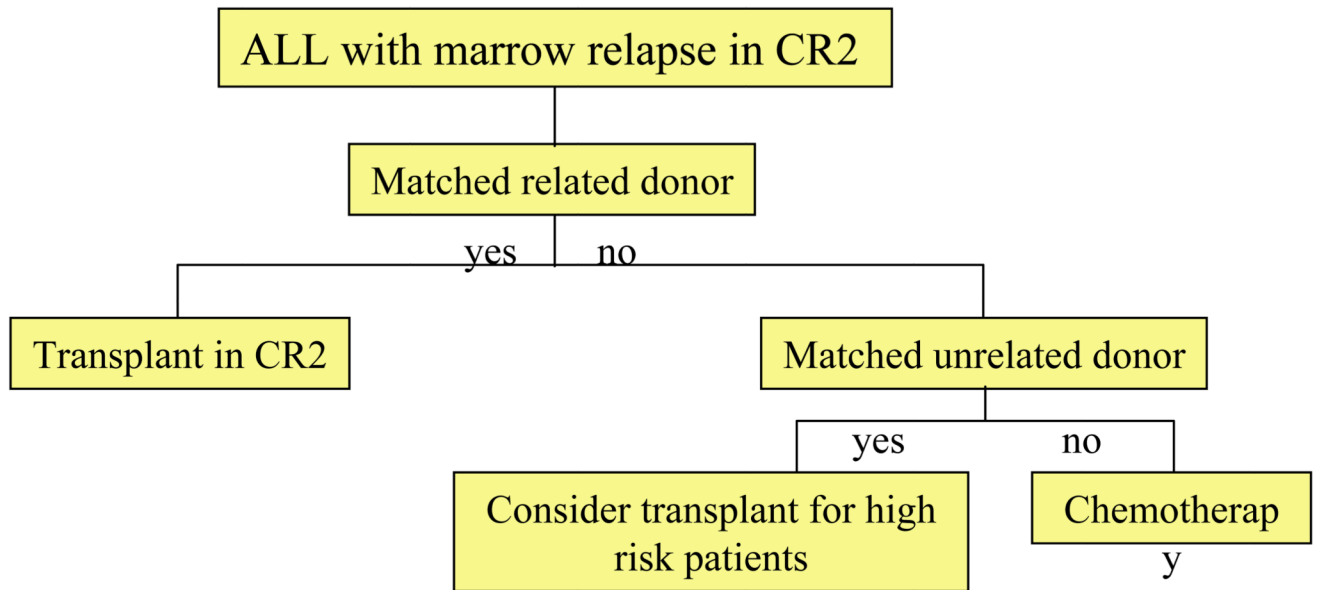 ALL with marrow relapse in CR2
Matched related donor
yes
no
Transplant in CR2
Matched unrelated donor
yes
no
Consider transplant for high
risk patients
Chemotherap
y